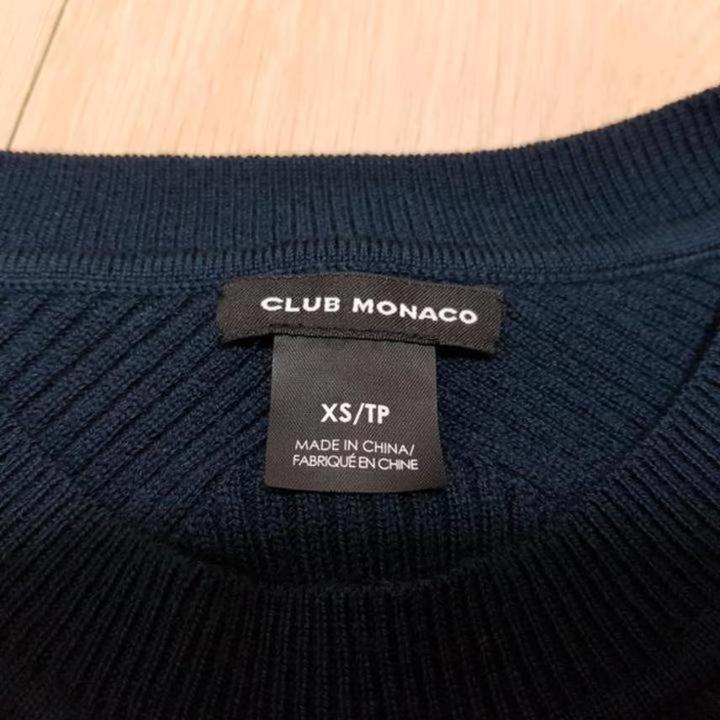 CLUB MONACO
XS/TP
MADE IN CHINA/
FABRIQUÉ EN CHINE